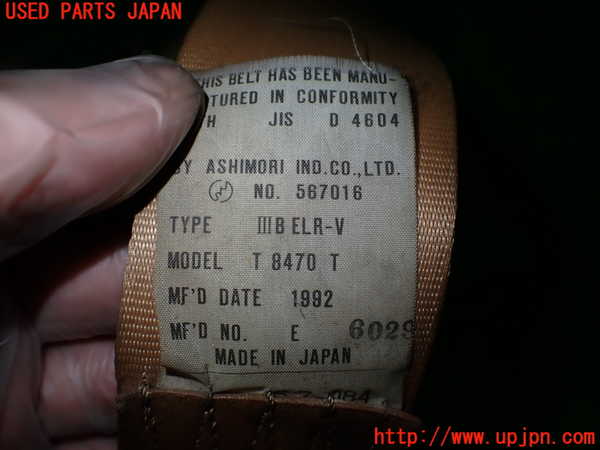 USED PARTS JAPAN
THIS BELT HAS BEEN MANU-
TURED IN CONFORMITY
H JIS D 4604
BY ASHIMORI IND.CO.,LTD.
NO. 567016
TYPE ⅢB ELR-V
MODEL T 8470 T
MF'D DATE 1992
MF'D NO. E 6029
MADE IN JAPAN
http://www.upjpn.com